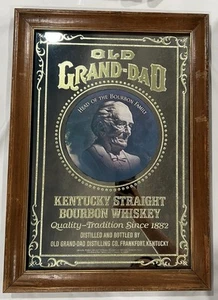 OLD
GRAND-DAD
HEAD OF THE BOURBON FAMILY
KENTUCKY STRAIGHT
BOURBON WHISKEY
Quality-Tradition Since 1882
DISTILLED AND BOTTLED BY
OLD GRAND-DAD DISTILLING CO., FRANKFORT, KENTUCKY